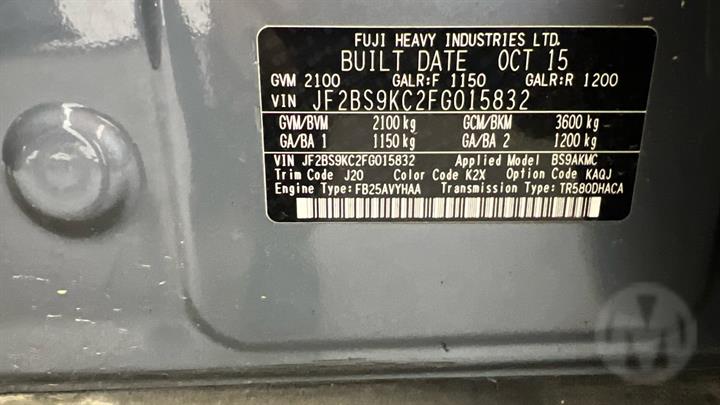 FUJI HEAVY INDUSTRIES LTD.
BUILT DATE OCT 15
GVM 2100 GALR:F 1150 GALR:R 1200
VIN JF2BS9KC2FG015832
GVM/BVM 2100 kg GCM/BKM 3600 kg
GA/BA 1 1150 kg GA/BA 2 1200 kg
VIN JF2BS9KC2FG015832 Applied Model BS9AKMC
Trim Code J20 Color Code K2X Option Code KAQJ
Engine Type:FB25AVYHAA Transmission Type:TR580DHACA
M